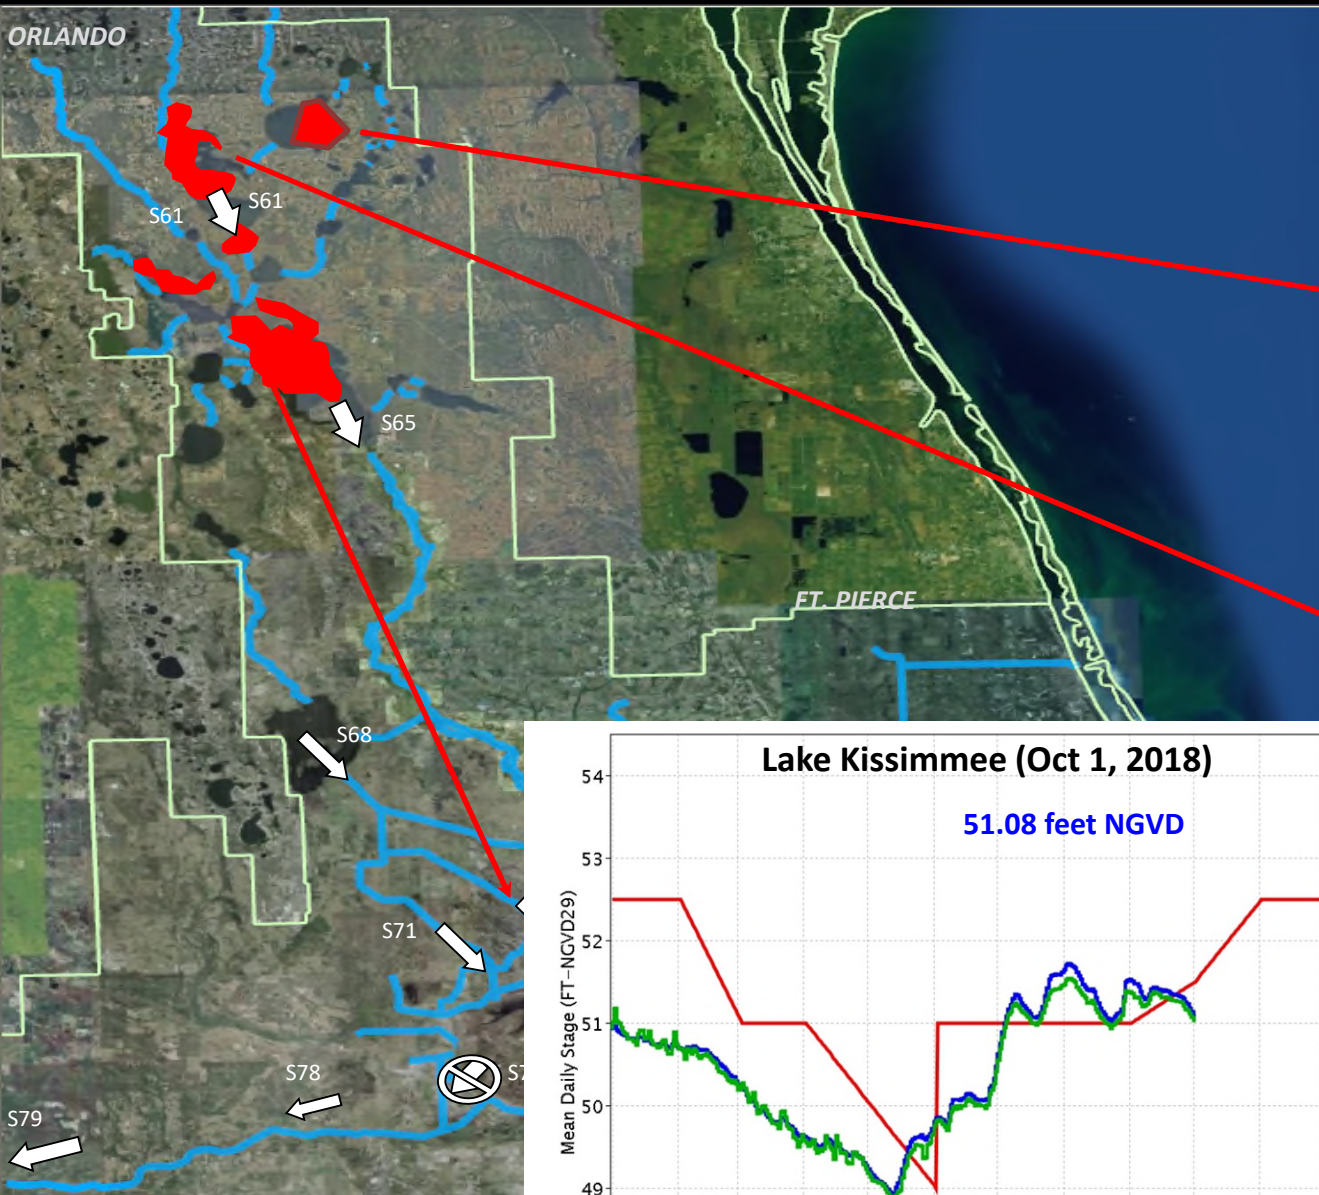 ORLANDO
S61
S61
S65
FT. PIERCE
S68
S71
S78
S79
Lake Kissimmee (Oct 1, 2018)
51.08 feet NGVD
Mean Daily Stage (FT-NGVD29)
54
53
52
51
50
49